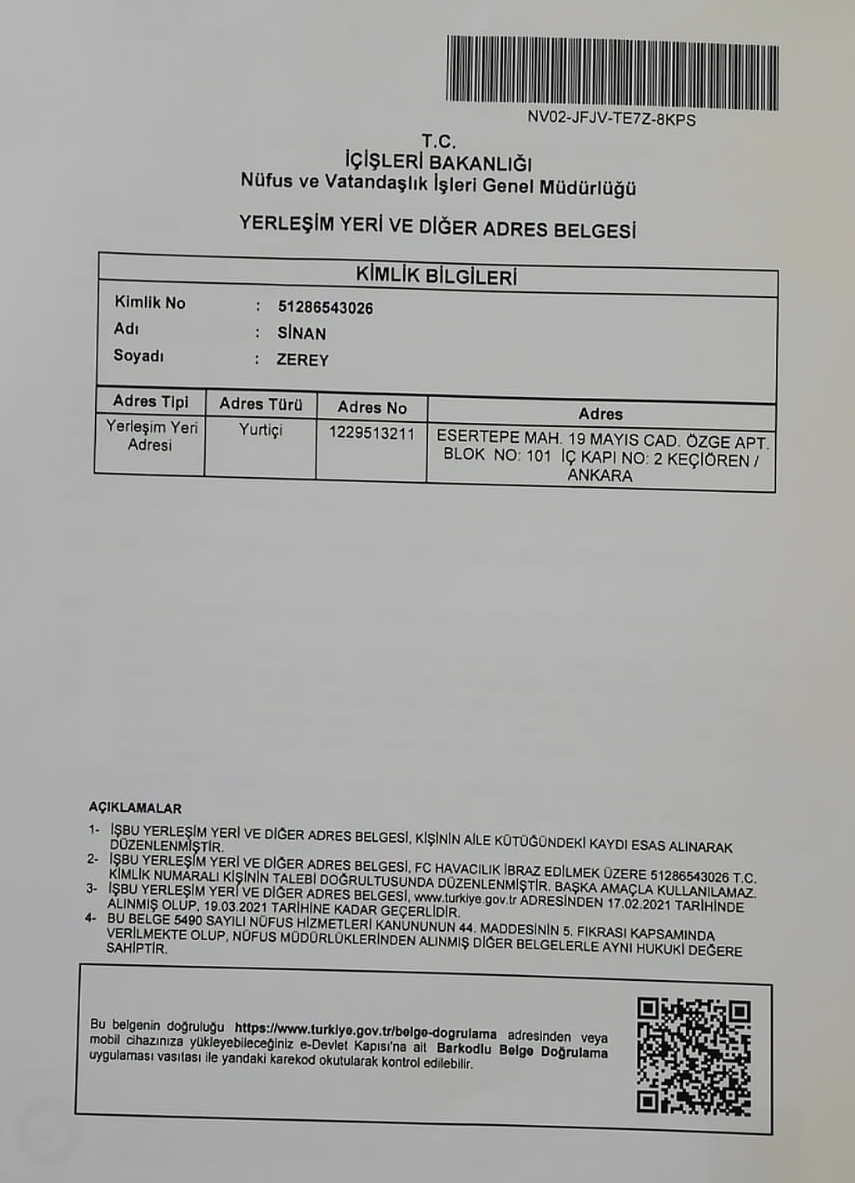 NV02-JFJV-TE7Z-8KPS
T.C.
İÇİŞLERİ BAKANLIĞI
Nüfus ve Vatandaşlık İşleri Genel Müdürlüğü
YERLEŞİM YERİ VE DİĞER ADRES BELGESİ
KİMLİK BİLGİLERİ
Kimlik No : 51286543026
Adı : SİNAN
Soyadı : ZEREY
Adres Tipi Adres Türü Adres No Adres
Yerleşim Yeri Adresi Yurtiçi 1229513211 ESERTEPE MAH. 19 MAYIS CAD. ÖZGE APT.
BLOK NO: 101 İÇ KAPI NO: 2 KEÇİÖREN /
ANKARA
AÇIKLAMALAR
1- İŞBU YERLEŞİM YERİ VE DİĞER ADRES BELGESİ, KİŞİNİN AİLE KÜTÜĞÜNDEKİ KAYDI ESAS ALINARAK
DÜZENLENMİŞTİR.
2- İŞBU YERLEŞİM YERİ VE DİĞER ADRES BELGESİ, FC HAVACILIK İBRAZ EDİLMEK ÜZERE 51286543026 T.C.
KİMLİK NUMARALI KİŞİNİN TALEBİ DOĞRULTUSUNDA DÜZENLENMİŞTİR. BAŞKA AMAÇLA KULLANILAMAZ.
3- İŞBU YERLEŞİM YERİ VE DİĞER ADRES BELGESİ, www.turkiye.gov.tr ADRESİNDEN 17.02.2021 TARİHİNDE
ALINMIŞ OLUP, 19.03.2021 TARİHİNE KADAR GEÇERLİDİR.
4- BU BELGE 5490 SAYILI NÜFUS HİZMETLERİ KANUNUNUN 44. MADDESİNİN 5. FIKRASI KAPSAMINDA
VERİLMEKTE OLUP, NÜFUS MÜDÜRLÜKLERİNDEN ALINMIŞ DİĞER BELGELERLE AYNI HUKUKİ DEĞERE
SAHİPTİR.
Bu belgenin doğruluğu https://www.turkiye.gov.tr/belge-dogrulama adresinden veya
mobil cihazınıza yükleyebileceğiniz e-Devlet Kapısı'na ait Barkodlu Belge Doğrulama
uygulaması vasıtası ile yandaki karekod okutularak kontrol edilebilir.